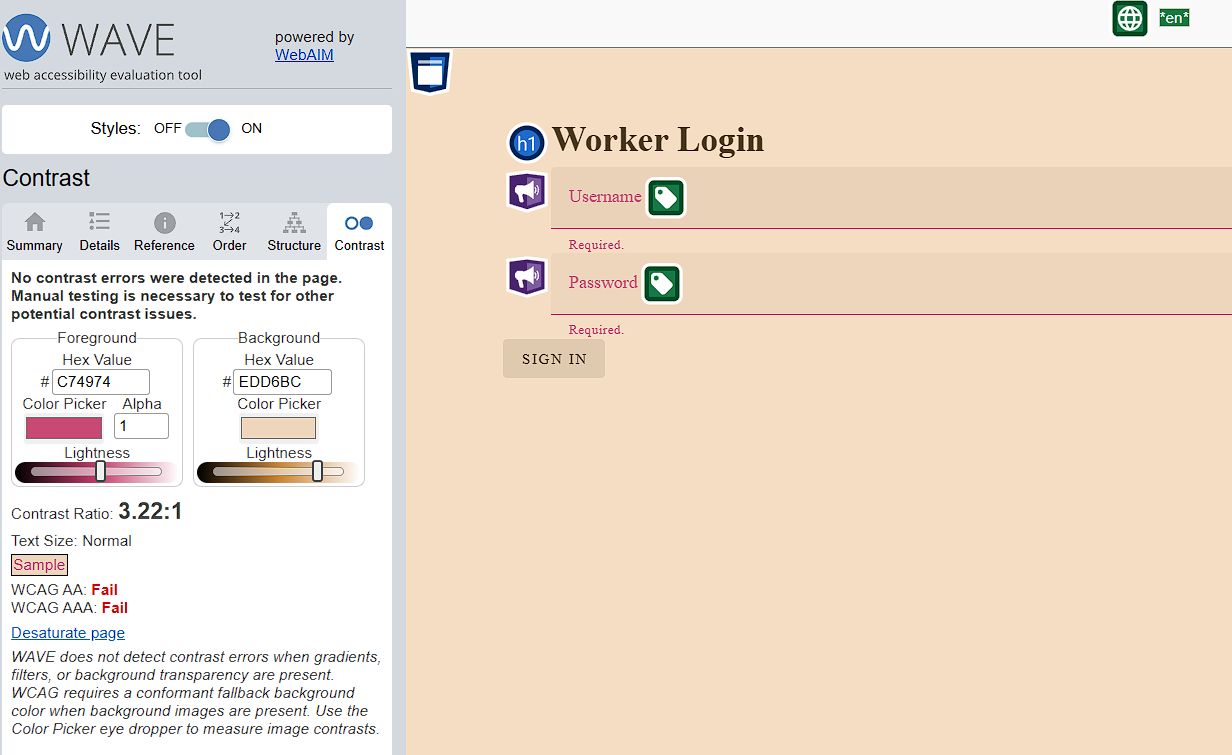 WAVE
web accessibility evaluation tool
powered by
WebAIM
Styles: OFF ON
Contrast
Summary Details Reference Order Structure Contrast
No contrast errors were detected in the page.
Manual testing is necessary to test for other
potential contrast issues.
Foreground
Hex Value
# C74974
Color Picker Alpha
1
Lightness
Background
Hex Value
# EDD6BC
Color Picker
Lightness
Contrast Ratio: 3.22:1
Text Size: Normal
Sample
WCAG AA: Fail
WCAG AAA: Fail
Desaturate page
WAVE does not detect contrast errors when gradients,
filters, or background transparency are present.
WCAG requires a conformant fallback background
color when background images are present. Use the
Color Picker eye dropper to measure image contrasts.
*en*
h1 Worker Login
Username
Required.
Password
Required.
SIGN IN